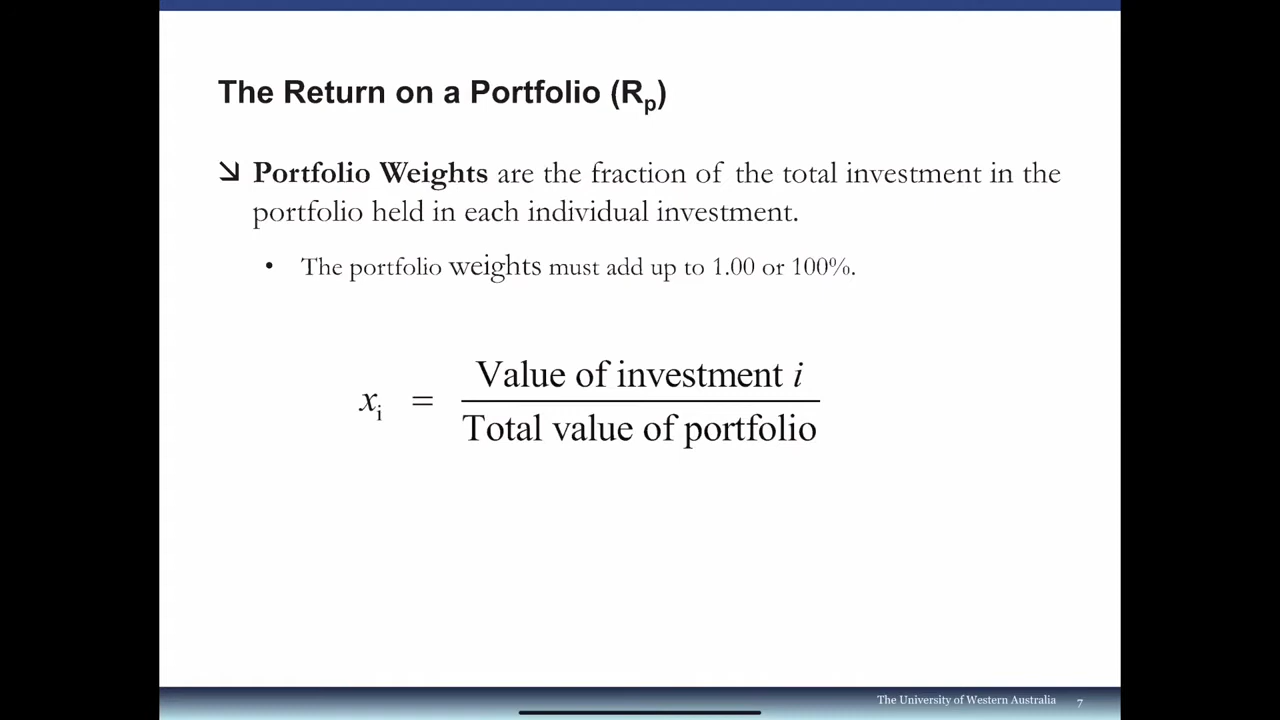 The Return on a Portfolio (Rp)
Portfolio Weights are the fraction of the total investment in the
portfolio held in each individual investment.
• The portfolio weights must add up to 1.00 or 100%.
xi = Value of investment i
Total value of portfolio
The University of Western Australia 7